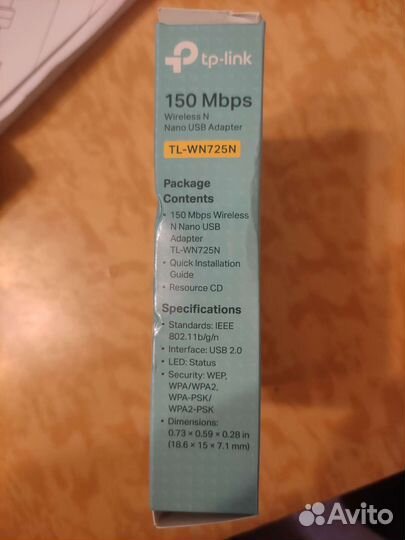 tp-link
150 Mbps
Wireless N
Nano USB Adapter
TL-WN725N
Package
Contents
• 150 Mbps Wireless
N Nano USB
Adapter
TL-WN725N
• Quick Installation
Guide
• Resource CD
Specifications
• Standards: IEEE
802.11b/g/n
• Interface: USB 2.0
• LED: Status
• Security: WEP,
WPA/WPA2,
WPA-PSK/
WPA2-PSK
• Dimensions:
0.73 × 0.59 × 0.28 in
(18.6 × 15 × 7.1 mm)
Avito